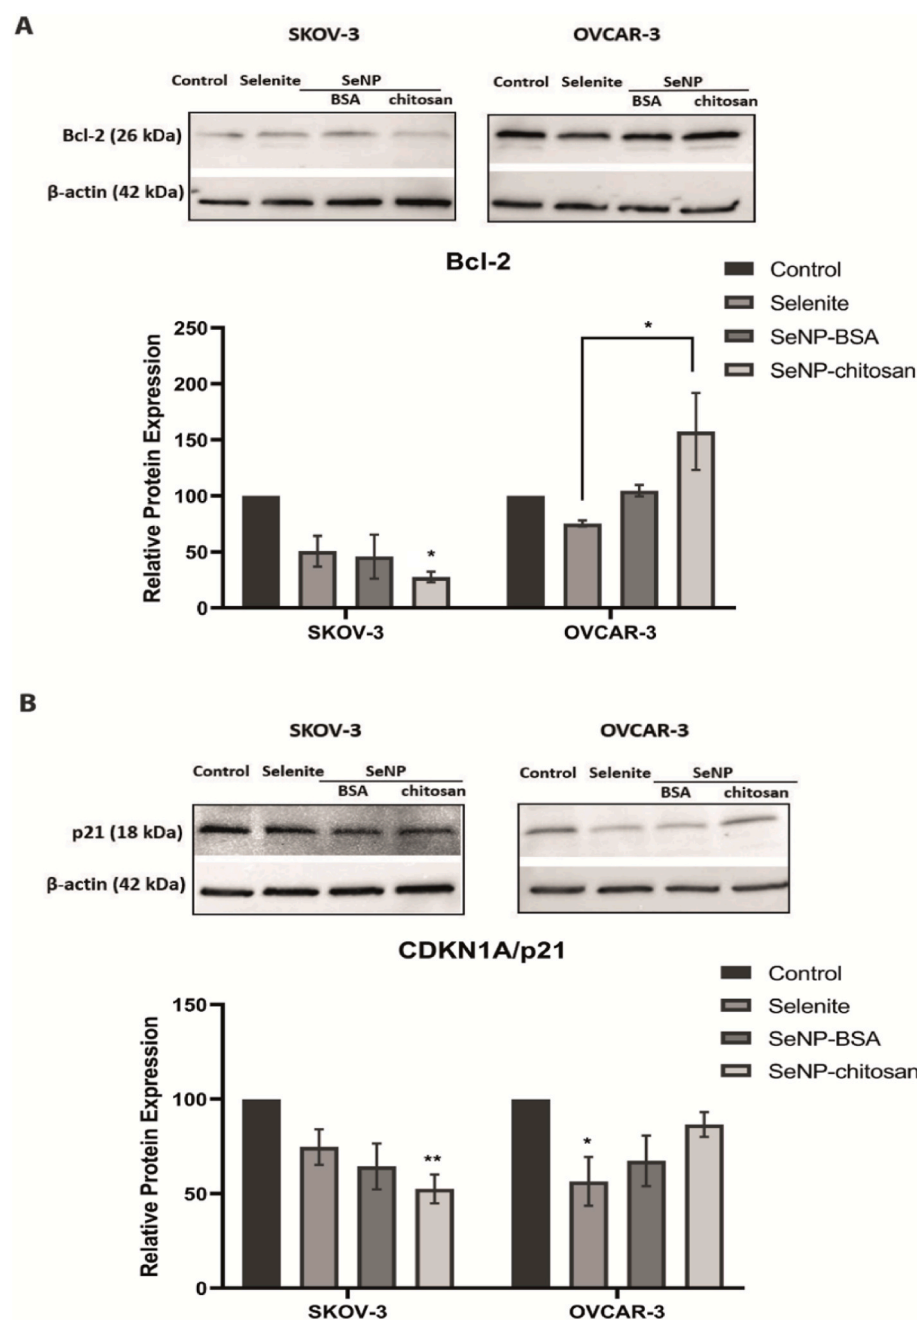 A
SKOV-3 OVCAR-3
Control Selenite SeNP Control Selenite SeNP
BSA chitosan BSA chitosan
Bcl-2 (26 kDa)
β-actin (42 kDa)
Bcl-2
Control
Selenite
SeNP-BSA
SeNP-chitosan
Relative Protein Expression
250
200
150
100
50
0
*
*
SKOV-3 OVCAR-3
B
SKOV-3 OVCAR-3
Control Selenite SeNP Control Selenite SeNP
BSA chitosan BSA chitosan
p21 (18 kDa)
β-actin (42 kDa)
CDKN1A/p21
Control
Selenite
SeNP-BSA
SeNP-chitosan
Relative Protein Expression
150
100
50
0
**
*
SKOV-3 OVCAR-3